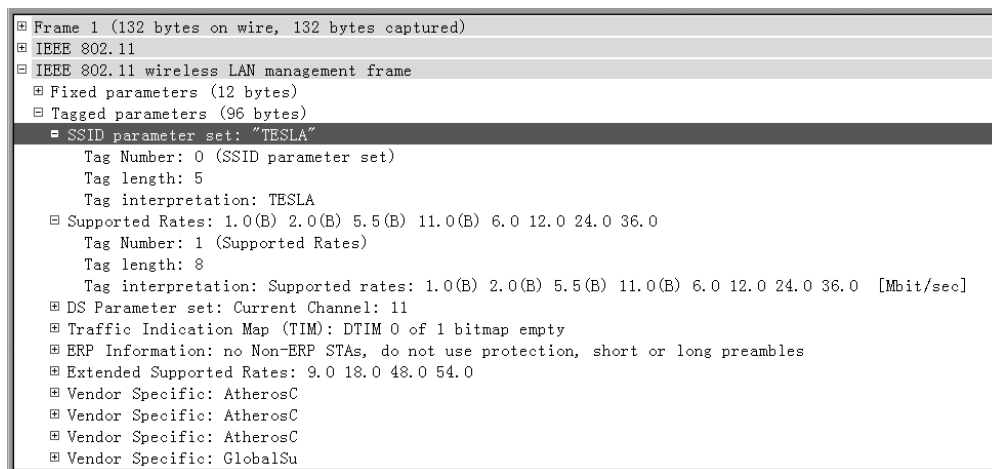 Frame 1 (132 bytes on wire, 132 bytes captured)
IEEE 802.11
IEEE 802.11 wireless LAN management frame
Fixed parameters (12 bytes)
Tagged parameters (96 bytes)
SSID parameter set: "TESLA"
Tag Number: 0 (SSID parameter set)
Tag length: 5
Tag interpretation: TESLA
Supported Rates: 1.0(B) 2.0(B) 5.5(B) 11.0(B) 6.0 12.0 24.0 36.0
Tag Number: 1 (Supported Rates)
Tag length: 8
Tag interpretation: Supported rates: 1.0(B) 2.0(B) 5.5(B) 11.0(B) 6.0 12.0 24.0 36.0 [Mbit/sec]
DS Parameter set: Current Channel: 11
Traffic Indication Map (TIM): DTIM 0 of 1 bitmap empty
ERP Information: no Non-ERP STAs, do not use protection, short or long preambles
Extended Supported Rates: 9.0 18.0 48.0 54.0
Vendor Specific: AtherosC
Vendor Specific: AtherosC
Vendor Specific: AtherosC
Vendor Specific: GlobalSu